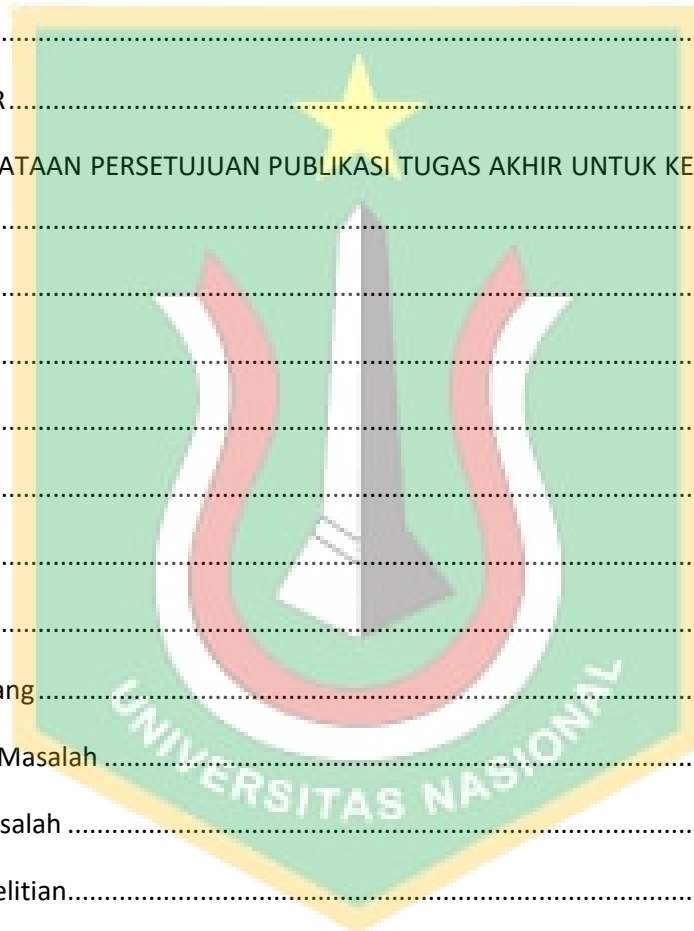 R
ATAAN PERSETUJUAN PUBLIKASI TUGAS AKHIR UNTUK KE
ang
Masalah
salah
elitian
UNIVERSITAS NASIONAL